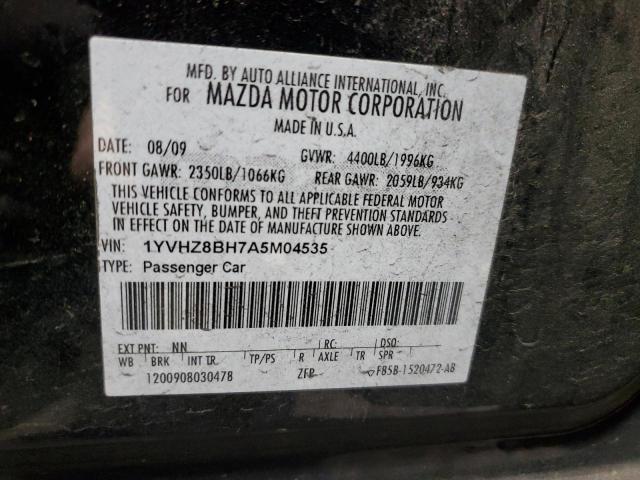 MFD. BY AUTO ALLIANCE INTERNATIONAL, INC.
FOR MAZDA MOTOR CORPORATION
MADE IN U.S.A.
DATE: 08/09 GVWR: 4400LB/1996KG
FRONT GAWR: 2350LB/1066KG REAR GAWR: 2059LB/934KG
THIS VEHICLE CONFORMS TO ALL APPLICABLE FEDERAL MOTOR
VEHICLE SAFETY, BUMPER, AND THEFT PREVENTION STANDARDS
IN EFFECT ON THE DATE OF MANUFACTURE SHOWN ABOVE.
VIN: 1YVHZ8BH7A5M04535
TYPE: Passenger Car
EXT PNT: NN RC: DSO:
WB BRK INT TR. TP/PS R AXLE TR SPR
1200908030478 ZFP F85B-1520472-AB